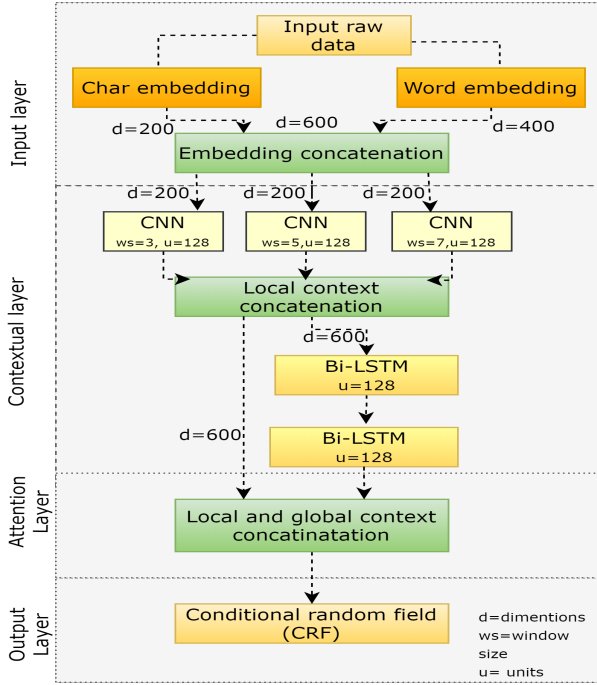 Input layer
Input raw
data
Char embedding
Word embedding
d=200
d=600
d=400
Embedding concatenation
Contextual layer
d=200
d=200
d=200
CNN
ws=3, u=128
CNN
ws=5,u=128
CNN
ws=7,u=128
Local context
concatenation
d=600
Bi-LSTM
u=128
d=600
Bi-LSTM
u=128
Attention
Layer
Local and global context
concatinatation
Output
Layer
Conditional random field
(CRF)
d=dimentions
ws=window
size
u= units